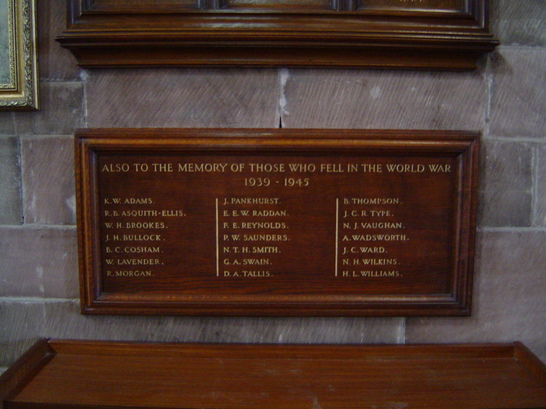 ALSO TO THE MEMORY OF THOSE WHO FELL IN THE WORLD WAR
1939 - 1945
K. W. ADAMS.
R. B. ASQUITH-ELLIS.
W. H. BROOKES.
J. H. BULLOCK.
B. C. COSHAM.
W. LAVENDER.
R. MORGAN.
J. PANKHURST.
E. E. W. RADDAN.
F. E. REYNOLDS.
P. W. SAUNDERS.
N. T. H. SMITH.
G. A. SWAIN.
D. A. TALLIS.
B. THOMPSON.
J. C. R. TYPE.
N. J. VAUGHAN.
A. WADSWORTH.
J. C. WARD.
N. H. WILKINS.
H. L. WILLIAMS.